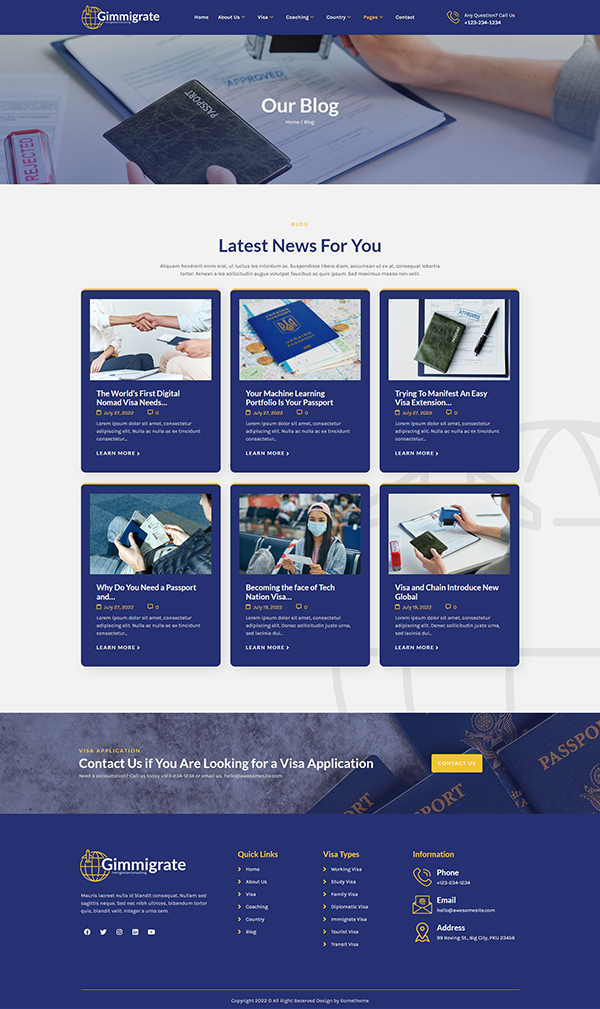 Gimmigrate
Home About Us Visa Coaching Country Pages Contact
Any Question? Call Us
+123-234-1234
APPROVED
PASSPORT
REJECTED
Our Blog
Home / Blog
BLOG
Latest News For You
Aliquam hendrerit enim erat, ut luctus leo interdum ac. Suspendisse libero diam, accumsan ut ex at, consequat lobortis
tortor. Aenean a leo sollicitudin augue volutpat faucibus ac quis ipsum. Sed maximus massa non velit.
APPROVED
The World's First Digital
Nomad Visa Needs...
July 27, 2022 0
Lorem ipsum dolor sit amet, consectetur
adipiscing elit. Nulla ac nulla ac ex tincidunt
consectetur...
LEARN MORE
Your Machine Learning
Portfolio Is Your Passport
July 27, 2022 0
Lorem ipsum dolor sit amet, consectetur
adipiscing elit. Nulla ac nulla ac ex tincidunt
consectetur...
LEARN MORE
Trying To Manifest An Easy
Visa Extension...
July 27, 2022 0
Lorem ipsum dolor sit amet, consectetur
adipiscing elit. Nulla ac nulla ac ex tincidunt
consectetur...
LEARN MORE
Why Do You Need a Passport
and...
July 27, 2022 0
Lorem ipsum dolor sit amet, consectetur
adipiscing elit. Nulla ac nulla ac ex tincidunt
consectetur...
LEARN MORE
Becoming the face of Tech
Nation Visa...
July 19, 2022 0
Lorem ipsum dolor sit amet, consectetur
adipiscing elit. Donec sollicitudin justo urna,
sed lacinia dui...
LEARN MORE
Visa and Chain Introduce New
Global
July 19, 2022 0
Lorem ipsum dolor sit amet, consectetur
adipiscing elit. Donec sollicitudin justo urna,
sed lacinia dui...
LEARN MORE
VISA APPLICATION
Contact Us if You Are Looking for a Visa Application
Need a consultation? Call us today +123-234-1234 or email us. hello@awesomesite.com
CONTACT US
PASSPORT
PORT
PORT
Gimmigrate
Mauris laoreet nulla id blandit consequat. Nullam sed
sagittis neque. Sed nec nibh ultrices, bibendum tortor
quis, blandit velit. Integer a urna sem.
Quick Links
Home
About Us
Visa
Coaching
Country
Blog
Visa Types
Working Visa
Study Visa
Family Visa
Diplomatic Visa
Immigrate Visa
Tourist Visa
Transit Visa
Information
Phone
+123-234-1234
Email
hello@awesomesite.com
Address
99 Roving St., Big City, PKU 23456
Copyright 2022 © All Right Reserved Design by Rometheme